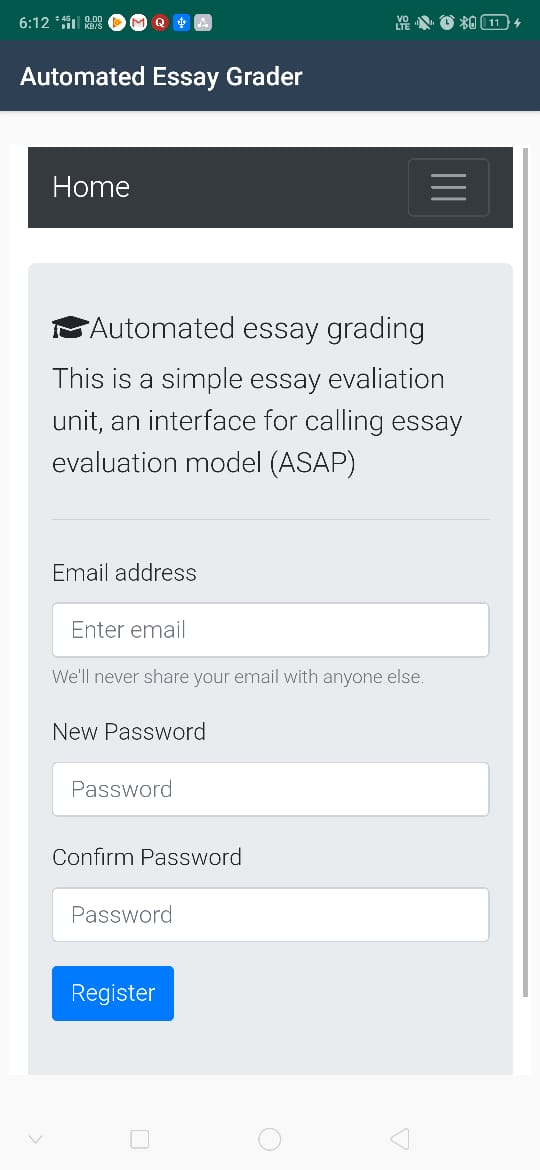 6:12 4G 0.00 KB/S M Q VO LTE 11
Automated Essay Grader
Home
Automated essay grading
This is a simple essay evaliation
unit, an interface for calling essay
evaluation model (ASAP)
Email address
Enter email
We'll never share your email with anyone else.
New Password
Password
Confirm Password
Password
Register